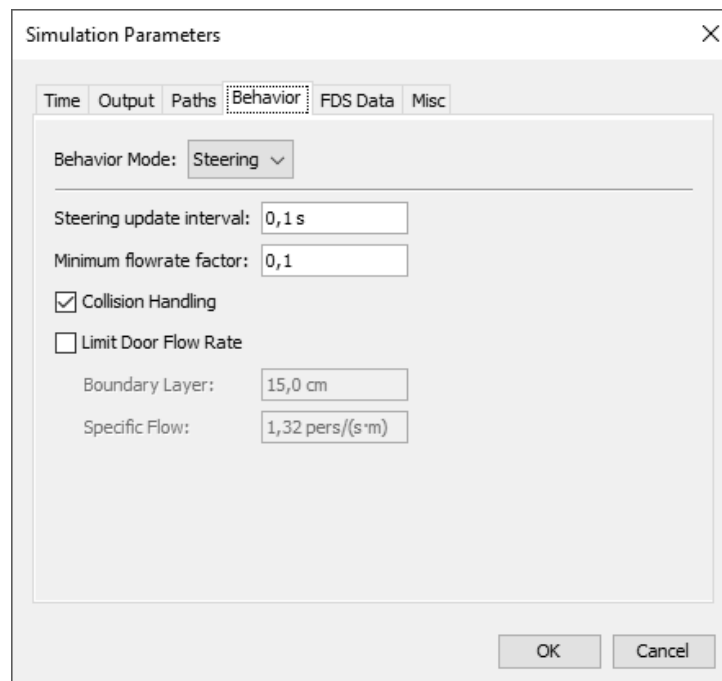 Simulation Parameters
Time Output Paths Behavior FDS Data Misc
Behavior Mode: Steering
Steering update interval: 0,1 s
Minimum flowrate factor: 0,1
Collision Handling
Limit Door Flow Rate
Boundary Layer: 15,0 cm
Specific Flow: 1,32 pers/(s·m)
OK Cancel